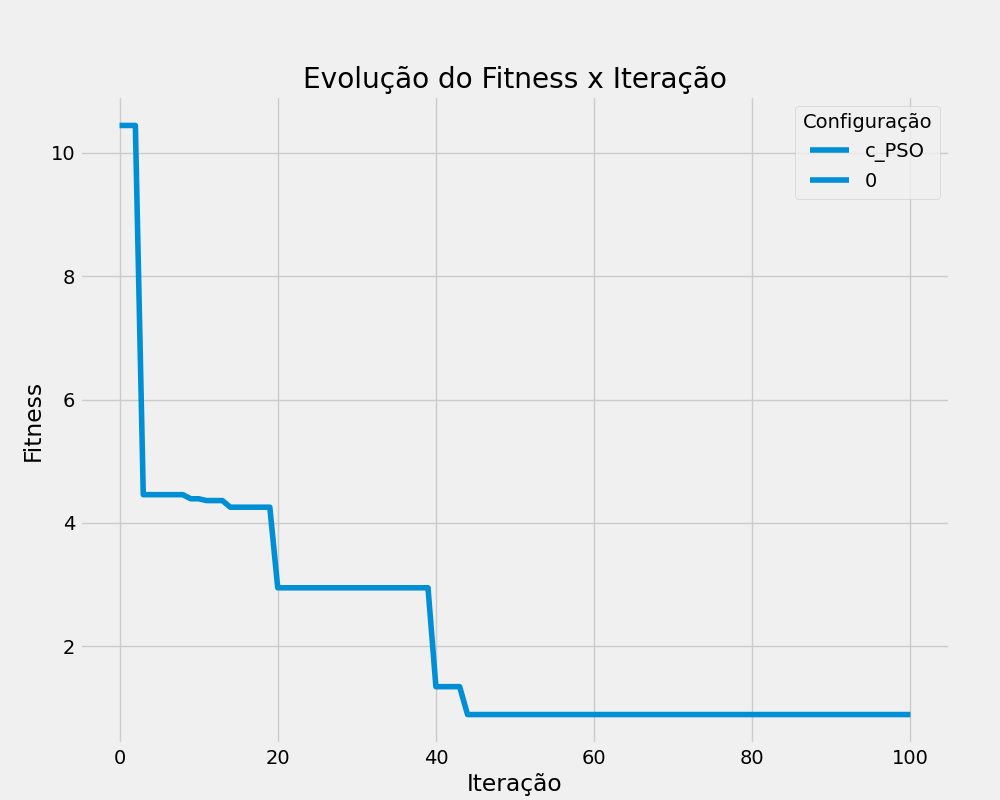 Evolução do Fitness x Iteração
Configuração
c_PSO
0
Fitness
10
8
6
4
2
0 20 40 60 80 100
Iteração